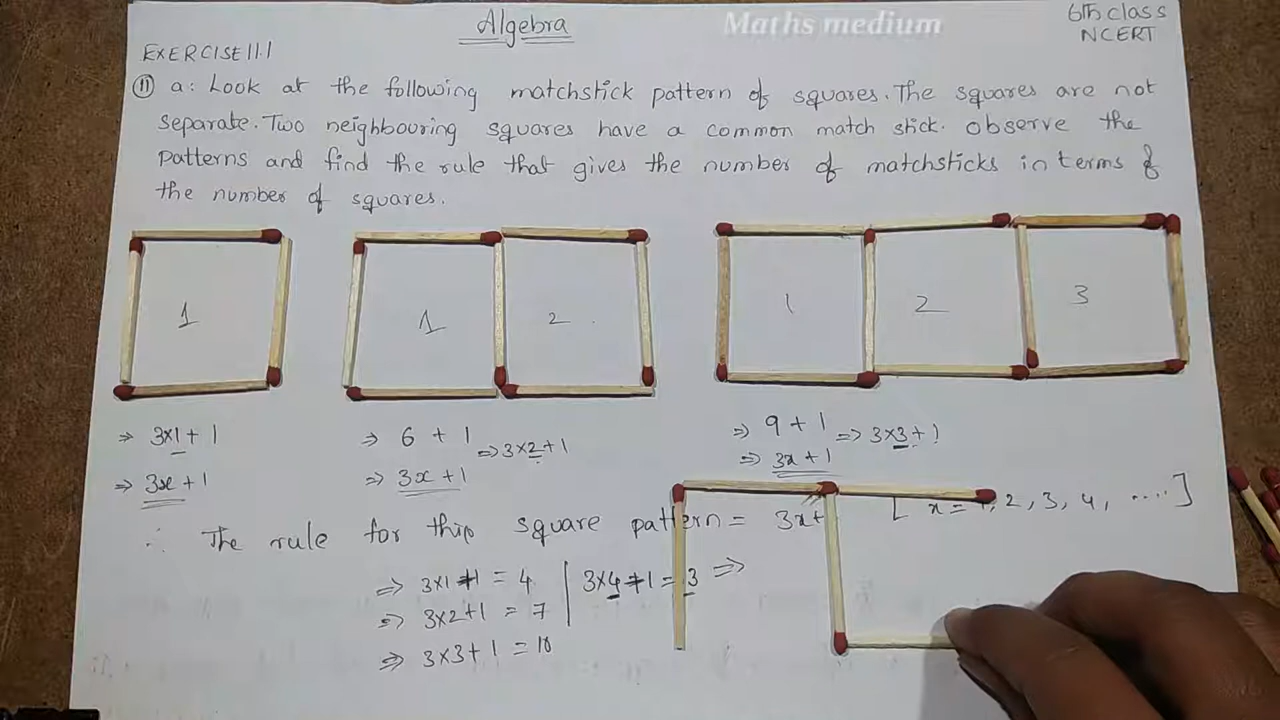 Algebra
Maths medium
6th class
NCERT
EXERCISE 11.1
11 a: Look at the following matchstick pattern of squares. The squares are not
separate. Two neighbouring squares have a common match stick. Observe the
Patterns and find the rule that gives the number of matchsticks in terms of
the number of squares.
1
1 2
1 2 3
⇒ 3×1 + 1
⇒ 3x + 1
⇒ 6 + 1 ⇒ 3×2+1
⇒ 3x + 1
⇒ 9 + 1 ⇒ 3×3+1
⇒ 3x + 1
∴ The rule for this square pattern = 3x+ [ x = 1, 2, 3, 4, ....]
⇒ 3×1+1 = 4
⇒ 3×2+1 = 7
⇒ 3×3+1 = 10
3×4+1 = 3 ⇒